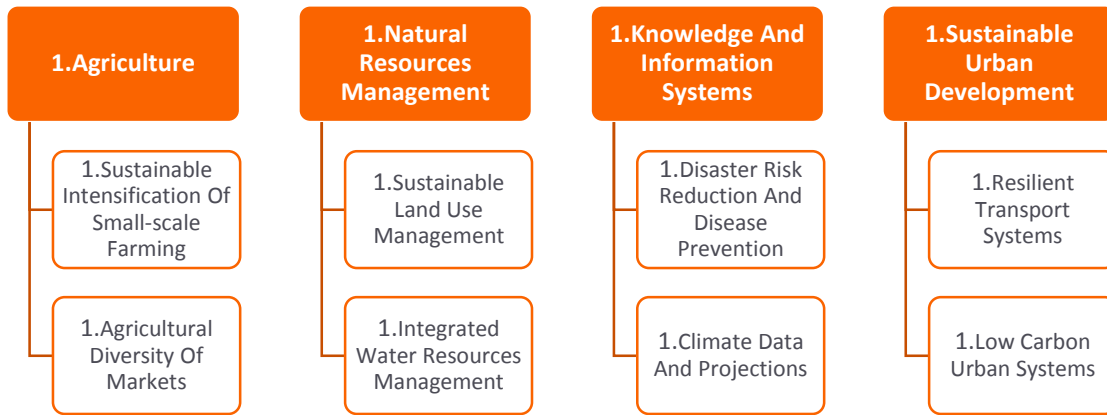 1.Agriculture
1.Sustainable
Intensification Of
Small-scale
Farming
1.Agricultural
Diversity Of
Markets
1.Natural
Resources
Management
1.Sustainable
Land Use
Management
1.Integrated
Water Resources
Management
1.Knowledge And
Information
Systems
1.Disaster Risk
Reduction And
Disease
Prevention
1.Climate Data
And Projections
1.Sustainable
Urban
Development
1.Resilient
Transport
Systems
1.Low Carbon
Urban Systems